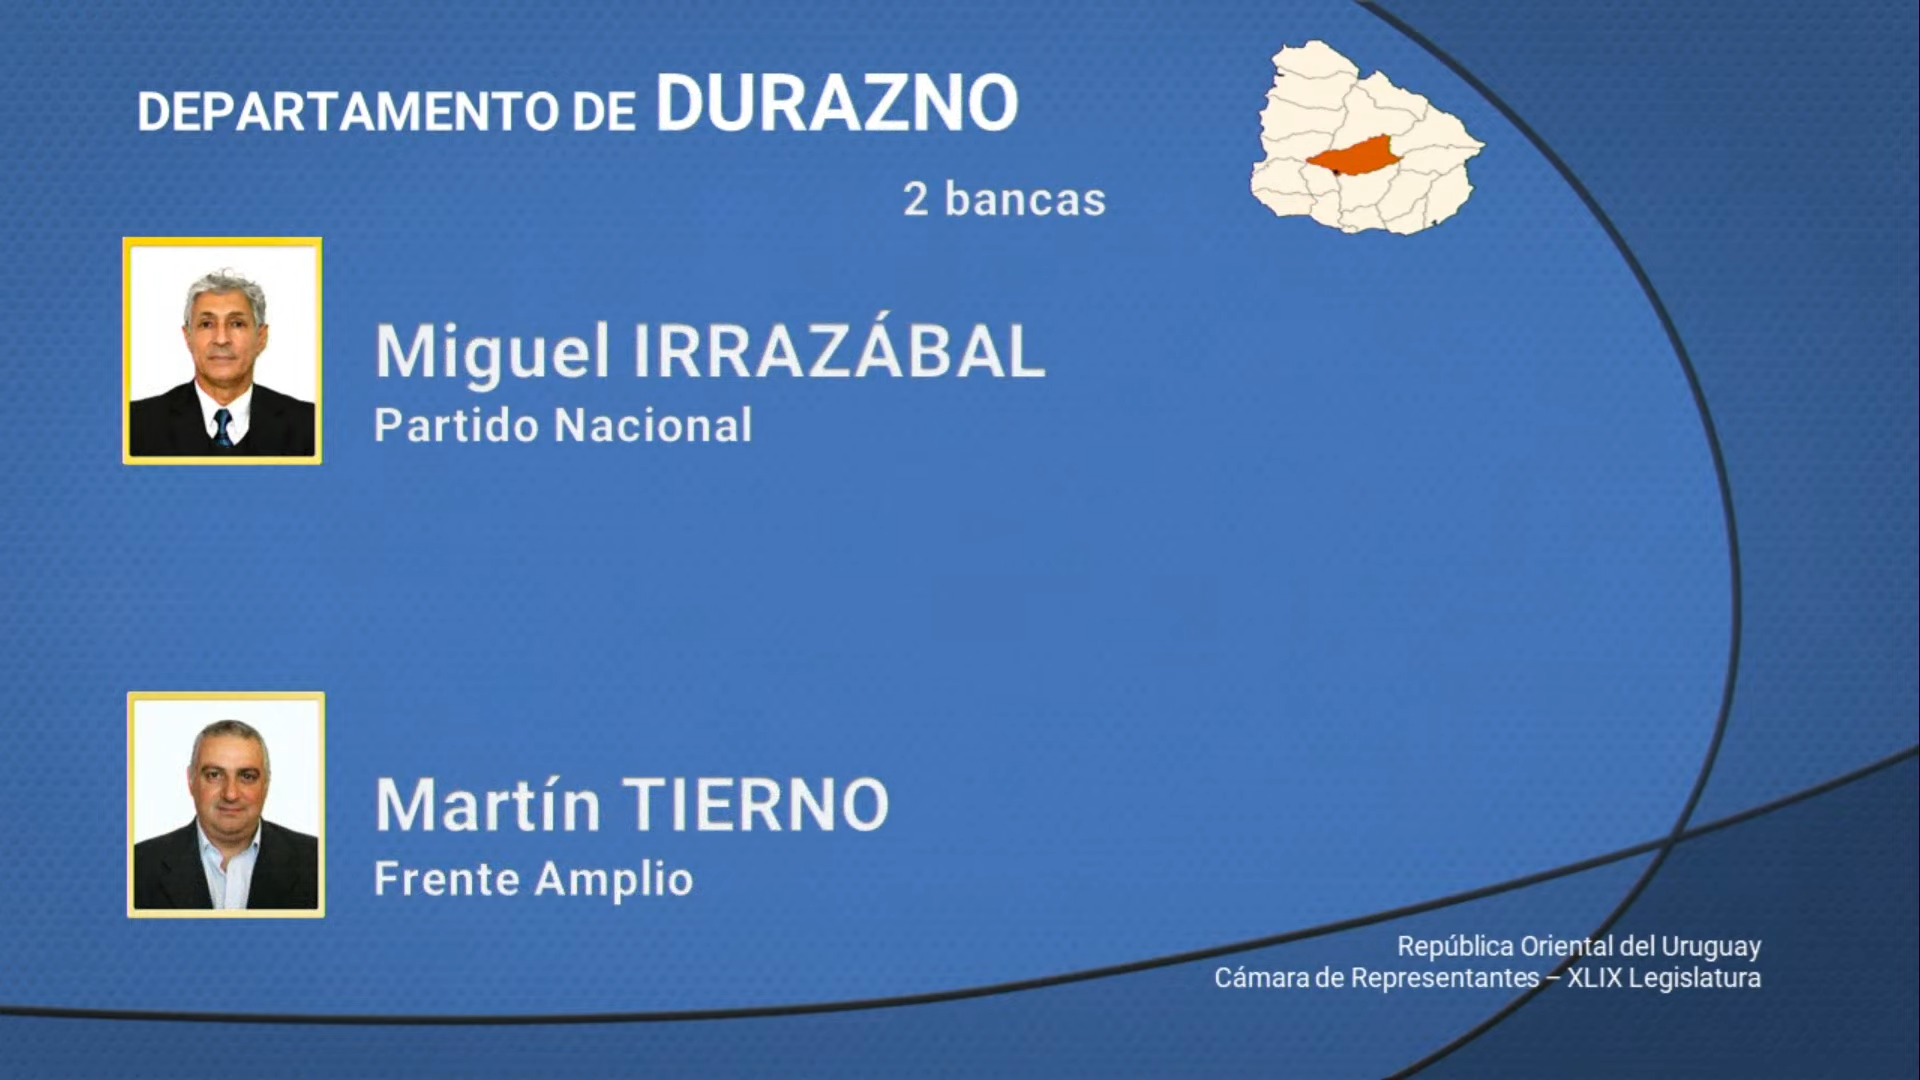 DEPARTAMENTO DE DURAZNO
2 bancas
Miguel IRRAZÁBAL
Partido Nacional
Martín TIERNO
Frente Amplio
República Oriental del Uruguay
Cámara de Representantes – XLIX Legislatura